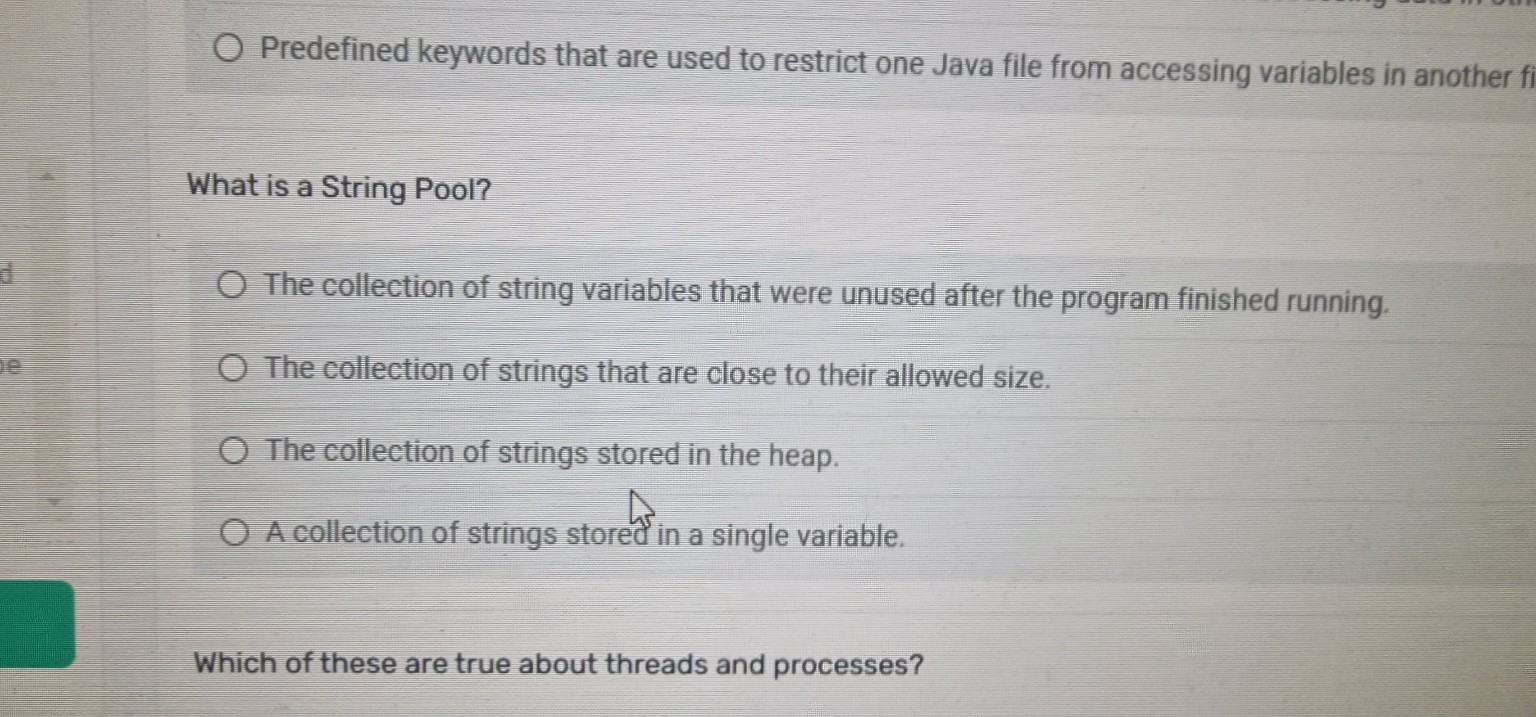 Predefined keywords that are used to restrict one Java file from accessing variables in another
What is a String Pool?
The collection of string variables that were unused after the program finished running.
The collection of strings that are close to their allowed size.
The collection of strings stored in the heap.
A collection of strings stored in a single variable.
Which of these are true about threads and processes?